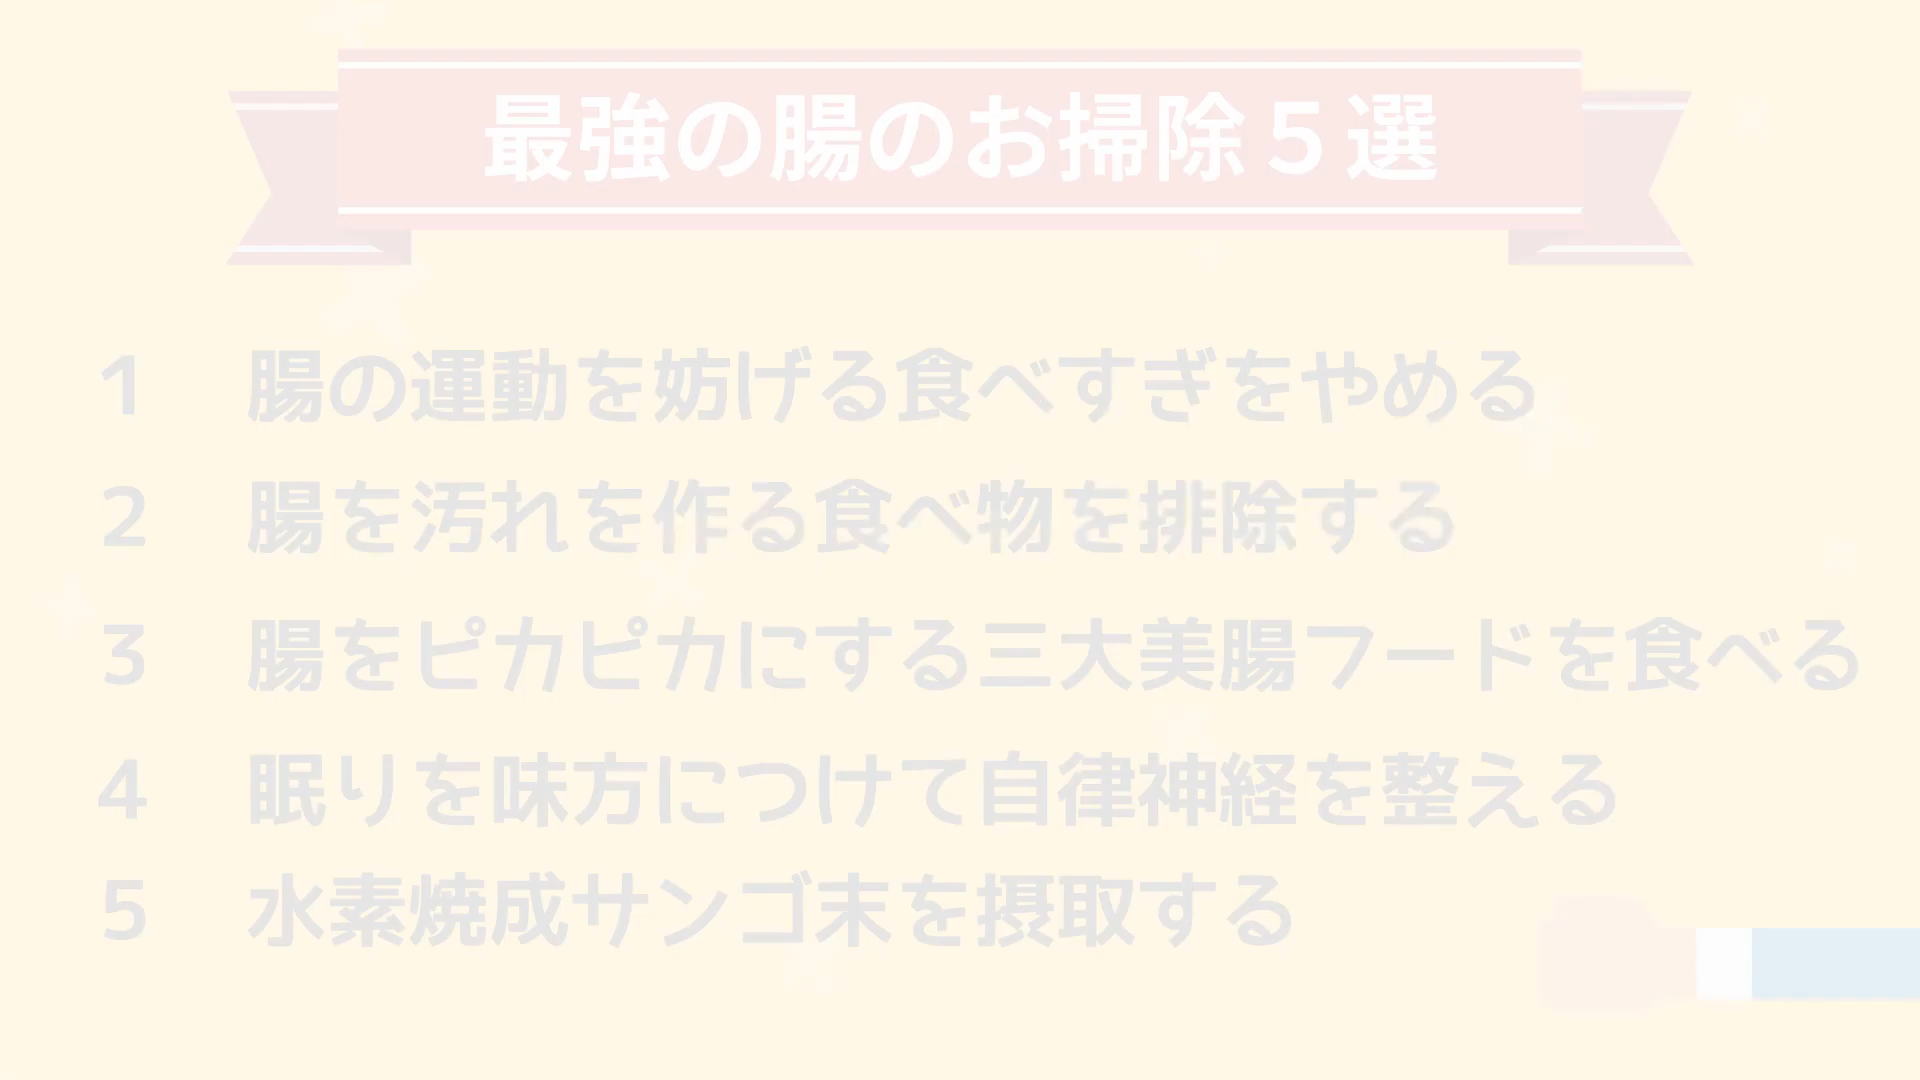 最強の腸のお掃除５選
1 腸の運動を妨げる食べすぎをやめる
2 腸を汚れを作る食べ物を排除する
3 腸をピカピカにする三大美腸フードを食べる
4 眠りを味方につけて自律神経を整える
5 水素焼成サンゴ末を摂取する